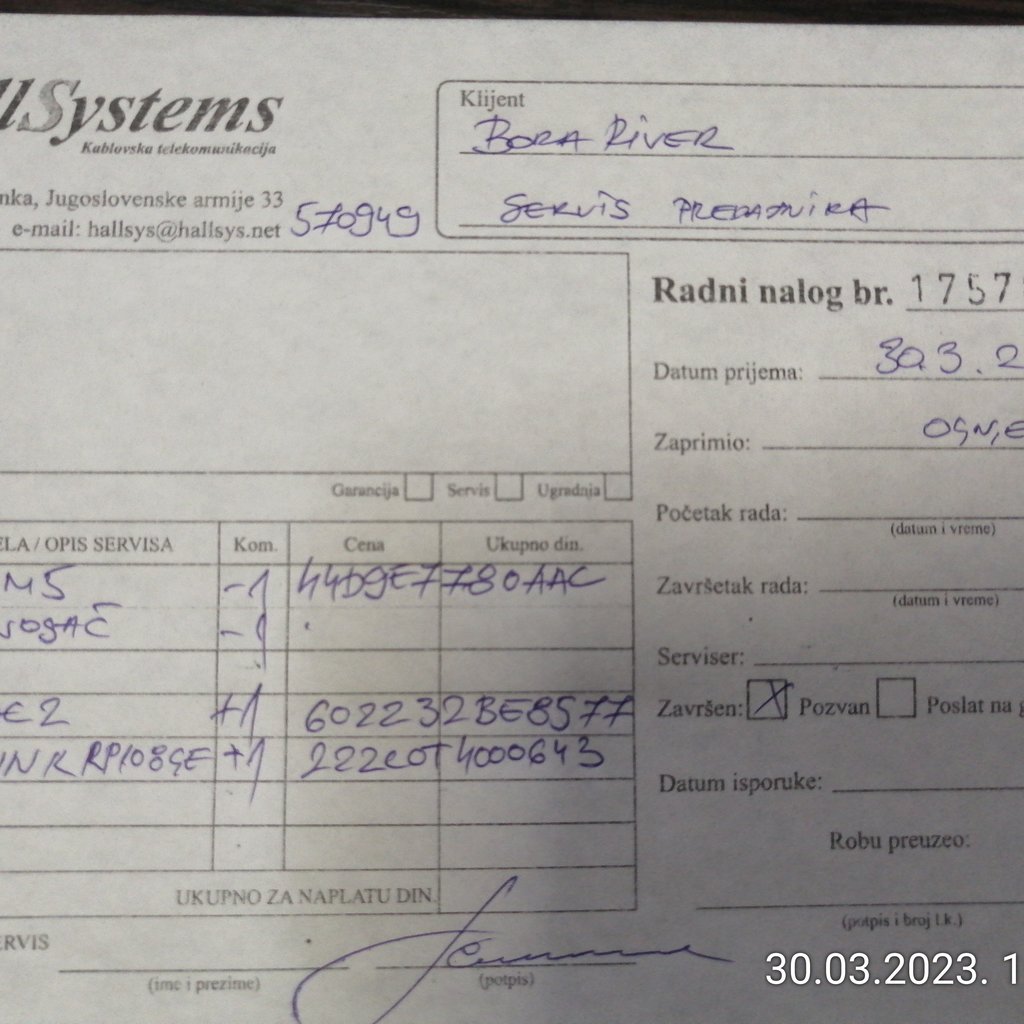 llSystems
Kablovska telekomunikacija
nka, Jugoslovenske armije 33
e-mail: hallsys@hallsys.net 570949
Klijent
BORA RIVER
SERVIS PREDAJNIKA
Radni nalog br. 1757
Datum prijema: 30.3.2
Zaprimio: OGNJE
Početak rada:
(datum i vreme)
Završetak rada:
(datum i vreme)
Serviser:
Završen: X Pozvan Poslat na g
Datum isporuke:
Robu preuzeo:
(potpis i broj l.k.)
Garancija Servis Ugradnja
ELA / OPIS SERVISA Kom. Cena Ukupno din.
M5 -1 44D9E7780AAC
-1
E2 +1 602232BE8577
+1
UKUPNO ZA NAPLATU DIN.
ERVIS
(ime i prezime)
(potpis)
30.03.2023. 1